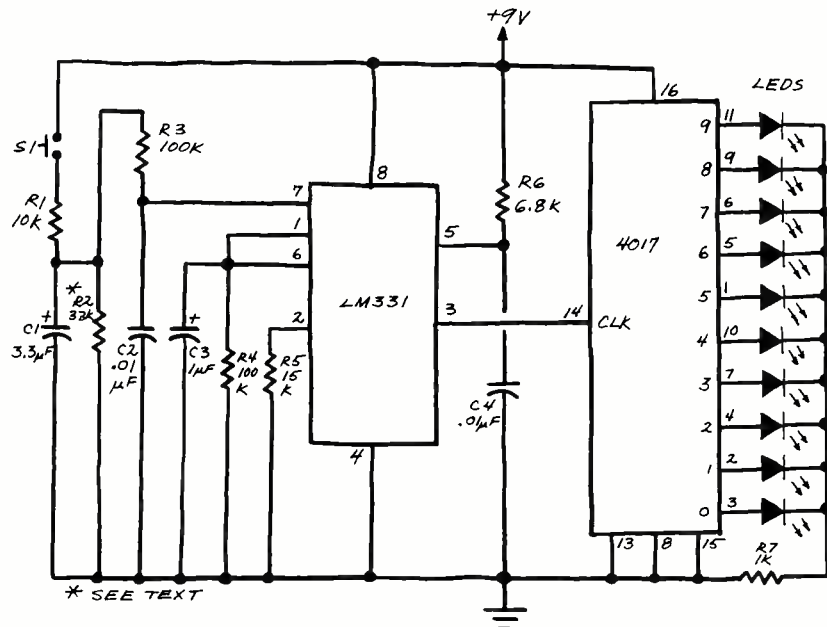 +9V
LEDS
S1
R1
10K
R3
100K
7
1
6
2
8
5
3
4
LM331
R6
6.8K
16
4017
14
CLK
9 11
8 9
7 6
6 5
5 1
4 10
3 7
2 4
1 2
0 3
13
8
15
R7
1K
*
R2
33K
+
C1
3.3µF
C2
.01
µF
+
C3
1µF
R4
100
K
R5
15
K
C4
.01µF
* SEE TEXT